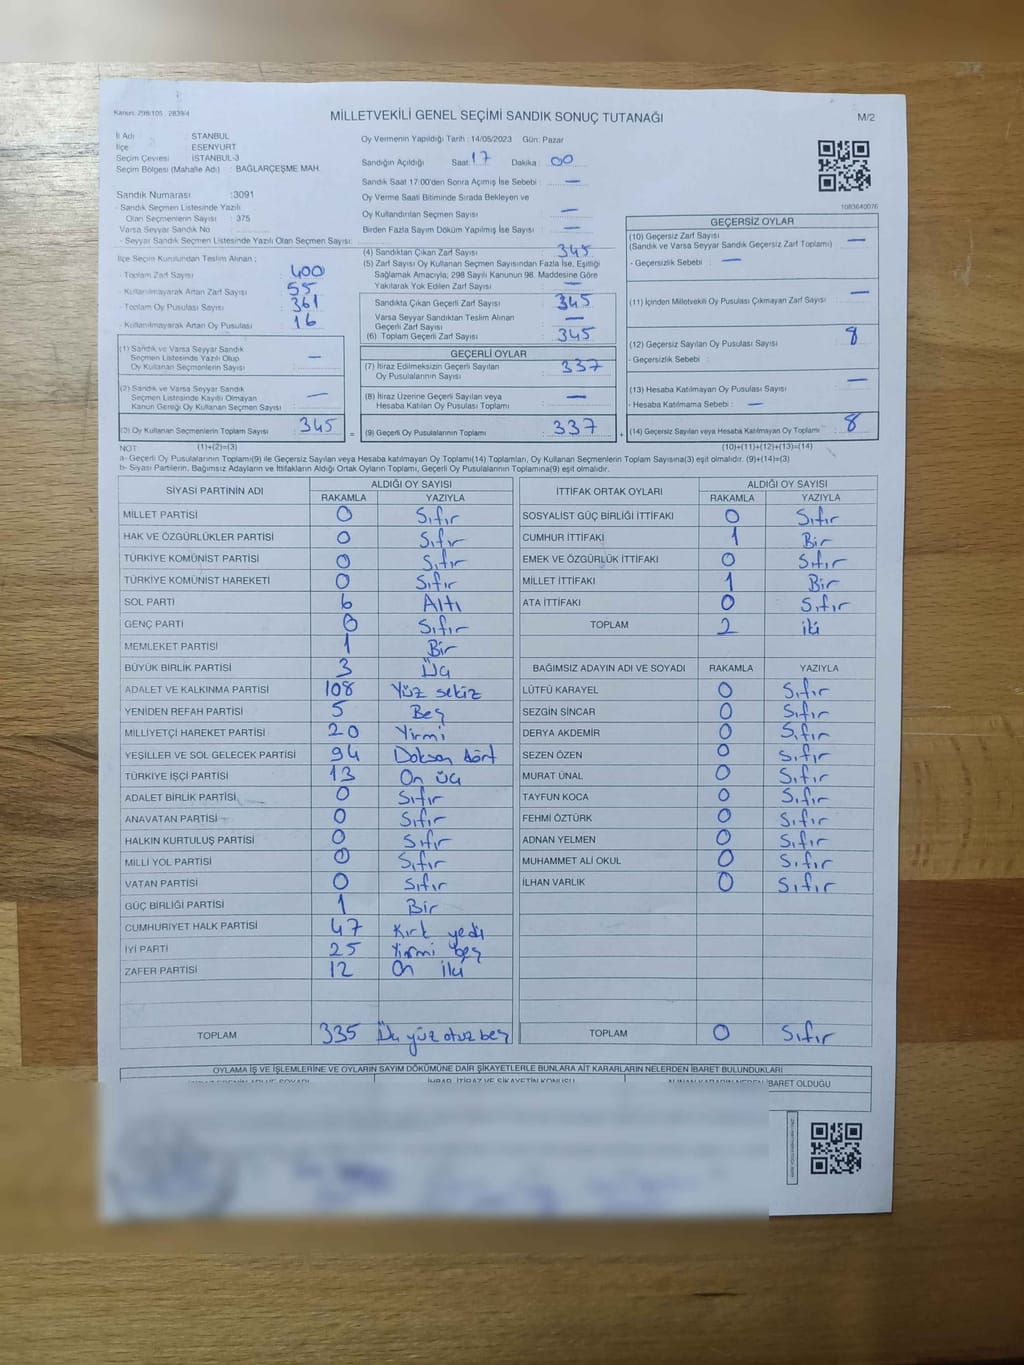 Kanun: 298/105 , 2839/4
MİLLETVEKİLİ GENEL SEÇİMİ SANDIK SONUÇ TUTANAĞI
M/2
İl Adı : İSTANBUL
İlçe : ESENYURT
Seçim Çevresi : İSTANBUL-3
Seçim Bölgesi (Mahalle Adı) : BAĞLARÇEŞME MAH.
Oy Vermenin Yapıldığı Tarih : 14/05/2023 Gün: Pazar
Sandığın Açıldığı Saat: 17 Dakika : 00
Sandık Saat 17:00'den Sonra Açımış İse Sebebi : —
Oy Verme Saati Bitiminde Sırada Bekleyen ve
Oy Kullandırılan Seçmen Sayısı : —
Birden Fazla Sayım Döküm Yapılmış İse Sayısı : —
1083640076
Sandık Numarası :3091
- Sandık Seçmen Listesinde Yazılı
Olan Seçmenlerin Sayısı : 375
Varsa Seyyar Sandık No :
- Seyyar Sandık Seçmen Listesinde Yazılı Olan Seçmen Sayısı:
İlçe Seçim Kurulundan Teslim Alınan ;
- Toplam Zarf Sayısı : 400
- Kullanılmayarak Artan Zarf Sayısı : 55
- Toplam Oy Pusulası Sayısı : 361
- Kullanılmayarak Artan Oy Pusulası : 16
(1) Sandık ve Varsa Seyyar Sandık
Seçmen Listesinde Yazılı Olup
Oy Kullanan Seçmenlerin Sayısı : —
(2) Sandık ve Varsa Seyyar Sandık
Seçmen Listesinde Kayıtlı Olmayan
Kanun Gereği Oy Kullanan Seçmen Sayısı : —
(3) Oy Kullanan Seçmenlerin Toplam Sayısı : 345 =
(4) Sandıktan Çıkan Zarf Sayısı : 345
(5) Zarf Sayısı Oy Kullanan Seçmen Sayısından Fazla İse, Eşitliği
Sağlamak Amacıyla; 298 Sayılı Kanunun 98. Maddesine Göre
Yakılarak Yok Edilen Zarf Sayısı : —
Sandıkta Çıkan Geçerli Zarf Sayısı : 345
Varsa Seyyar Sandıktan Teslim Alınan
Geçerli Zarf Sayısı : —
(6) Toplam Geçerli Zarf Sayısı : 345
GEÇERLİ OYLAR
(7) İtiraz Edilmeksizin Geçerli Sayılan
Oy Pusulalarının Sayısı : 337
(8) İtiraz Üzerine Geçerli Sayılan veya
Hesaba Katılan Oy Pusulası Toplamı : —
(9) Geçerli Oy Pusulalarının Toplamı : 337 +
GEÇERSİZ OYLAR
(10) Geçersiz Zarf Sayısı : —
(Sandık ve Varsa Seyyar Sandık Geçersiz Zarf Toplamı)
- Geçersizlik Sebebi : —
(11) İçinden Milletvekili Oy Pusulası Çıkmayan Zarf Sayısı : —
(12) Geçersiz Sayılan Oy Pusulası Sayısı : 8
- Geçersizlik Sebebi :
(13) Hesaba Katılmayan Oy Pusulası Sayısı : —
- Hesaba Katılmama Sebebi : —
(14) Geçersiz Sayılan veya Hesaba Katılmayan Oy Toplamı : 8
NOT (1)+(2)=(3) (10)+(11)+(12)+(13)=(14)
a- Geçerli Oy Pusulalarının Toplamı(9) ile Geçersiz Sayılan veya Hesaba katılmayan Oy Toplamı(14) Toplamları, Oy Kullanan Seçmenlerin Toplam Sayısına(3) eşit olmalıdır. (9)+(14)=(3)
b- Siyasi Partilerin, Bağımsız Adayların ve İttifakların Aldığı Ortak Oyların Toplamı, Geçerli Oy Pusulalarının Toplamına(9) eşit olmalıdır.
SİYASİ PARTİNİN ADI ALDIĞI OY SAYISI
RAKAMLA YAZIYLA
MİLLET PARTİSİ 0 Sıfır
HAK VE ÖZGÜRLÜKLER PARTİSİ 0 Sıfır
TÜRKİYE KOMÜNİST PARTİSİ 0 Sıfır
TÜRKİYE KOMÜNİST HAREKETİ 0 Sıfır
SOL PARTİ 6 Altı
GENÇ PARTİ 0 Sıfır
MEMLEKET PARTİSİ 1 Bir
BÜYÜK BİRLİK PARTİSİ 3 Üç
ADALET VE KALKINMA PARTİSİ 108 Yüz sekiz
YENİDEN REFAH PARTİSİ 5 Beş
MİLLİYETÇİ HAREKET PARTİSİ 20 Yirmi
YEŞİLLER VE SOL GELECEK PARTİSİ 94 Doksan dört
TÜRKİYE İŞÇİ PARTİSİ 13 On üç
ADALET BİRLİK PARTİSİ 0 Sıfır
ANAVATAN PARTİSİ 0 Sıfır
HALKIN KURTULUŞ PARTİSİ 0 Sıfır
MİLLİ YOL PARTİSİ 0 Sıfır
VATAN PARTİSİ 0 Sıfır
GÜÇ BİRLİĞİ PARTİSİ 1 Bir
CUMHURİYET HALK PARTİSİ 47 Kırk yedi
İYİ PARTİ 25 Yirmi beş
ZAFER PARTİSİ 12 On iki
TOPLAM 335 Üç yüz otuz beş
İTTİFAK ORTAK OYLARI ALDIĞI OY SAYISI
RAKAMLA YAZIYLA
SOSYALİST GÜÇ BİRLİĞİ İTTİFAKI 0 Sıfır
CUMHUR İTTİFAKI 1 Bir
EMEK VE ÖZGÜRLÜK İTTİFAKI 0 Sıfır
MİLLET İTTİFAKI 1 Bir
ATA İTTİFAKI 0 Sıfır
TOPLAM 2 iki
BAĞIMSIZ ADAYIN ADI VE SOYADI RAKAMLA YAZIYLA
LÜTFÜ KARAYEL 0 Sıfır
SEZGİN SİNCAR 0 Sıfır
DERYA AKDEMİR 0 Sıfır
SEZEN ÖZEN 0 Sıfır
MURAT ÜNAL 0 Sıfır
TAYFUN KOCA 0 Sıfır
FEHMİ ÖZTÜRK 0 Sıfır
ADNAN YELMEN 0 Sıfır
MUHAMMET ALİ OKUL 0 Sıfır
İLHAN VARLIK 0 Sıfır
TOPLAM 0 Sıfır
OYLAMA İŞ VE İŞLEMLERİNE VE OYLARIN SAYIM DÖKÜMÜNE DAİR ŞİKAYETLERLE BUNLARA AİT KARARLARIN NELERDEN İBARET BULUNDUKLARI
İHBAR, İTİRAZ VE ŞİKAYETİN KONUSU
ALINAN KARARIN NEDEN İBARET OLDUĞU